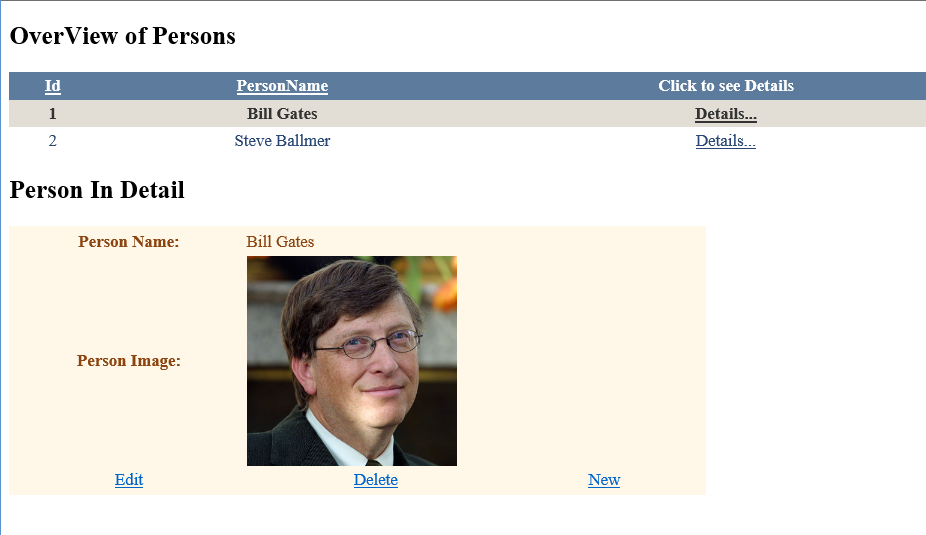 OverView of Persons
Id PersonName Click to see Details
1 Bill Gates Details...
2 Steve Ballmer Details...
Person In Detail
Person Name: Bill Gates
Person Image:
Edit Delete New